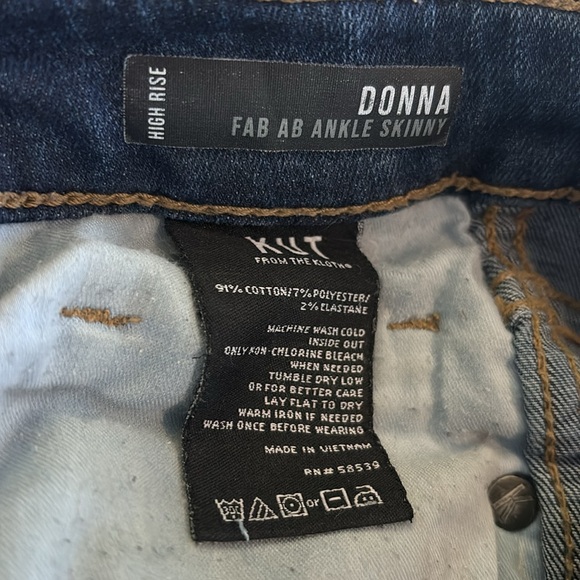 HIGH RISE
DONNA
FAB AB ANKLE SKINNY
KUT
FROM THE KLOTH®
91% COTTON/7% POLYESTER/
2% ELASTANE
MACHINE WASH COLD
INSIDE OUT
ONLY NON-CHLORINE BLEACH
WHEN NEEDED
TUMBLE DRY LOW
OR FOR BETTER CARE
LAY FLAT TO DRY
WARM IRON IF NEEDED
WASH ONCE BEFORE WEARING
MADE IN VIETNAM
RN# 58539
30C or